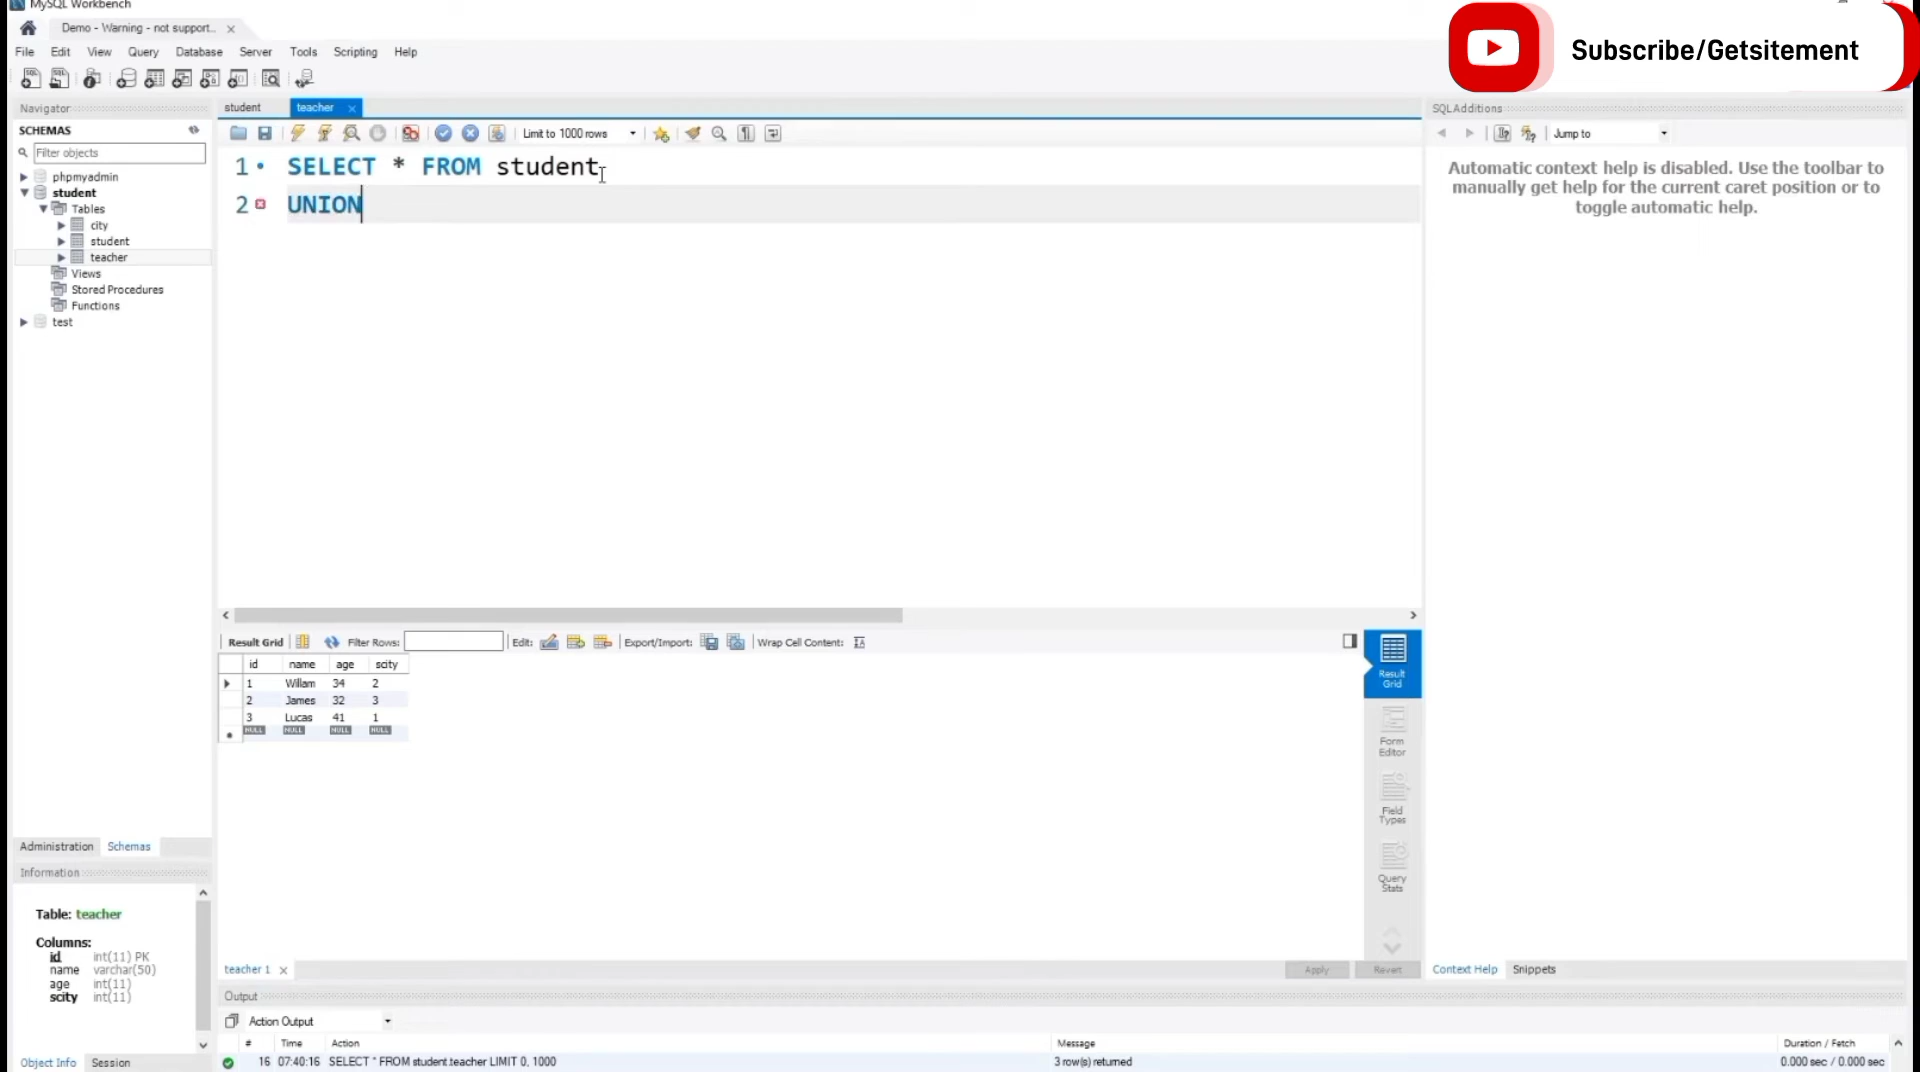 MySQL Workbench
Demo - Warning - not support...
File Edit View Query Database Server Tools Scripting Help
Subscribe/Getsitement
Navigator
SCHEMAS
Filter objects
phpmyadmin
student
Tables
city
student
teacher
Views
Stored Procedures
Functions
test
student teacher
Limit to 1000 rows
1 SELECT * FROM student
2 UNION
SQLAdditions
Jump to
Automatic context help is disabled. Use the toolbar to
manually get help for the current caret position or to
toggle automatic help.
Result Grid Filter Rows: Edit: Export/Import: Wrap Cell Content:
id name age scity
1 Willam 34 2
2 James 32 3
3 Lucas 41 1
NULL NULL NULL NULL
Result
Grid
Form
Editor
Field
Types
Query
Stats
Administration Schemas
Information
Table: teacher
Columns:
id int(11) PK
name varchar(50)
age int(11)
scity int(11)
Object Info Session
teacher 1
Apply Revert
Context Help Snippets
Output
Action Output
# Time Action Message Duration / Fetch
16 07:40:16 SELECT * FROM student.teacher LIMIT 0, 1000 3 row(s) returned 0.000 sec / 0.000 sec